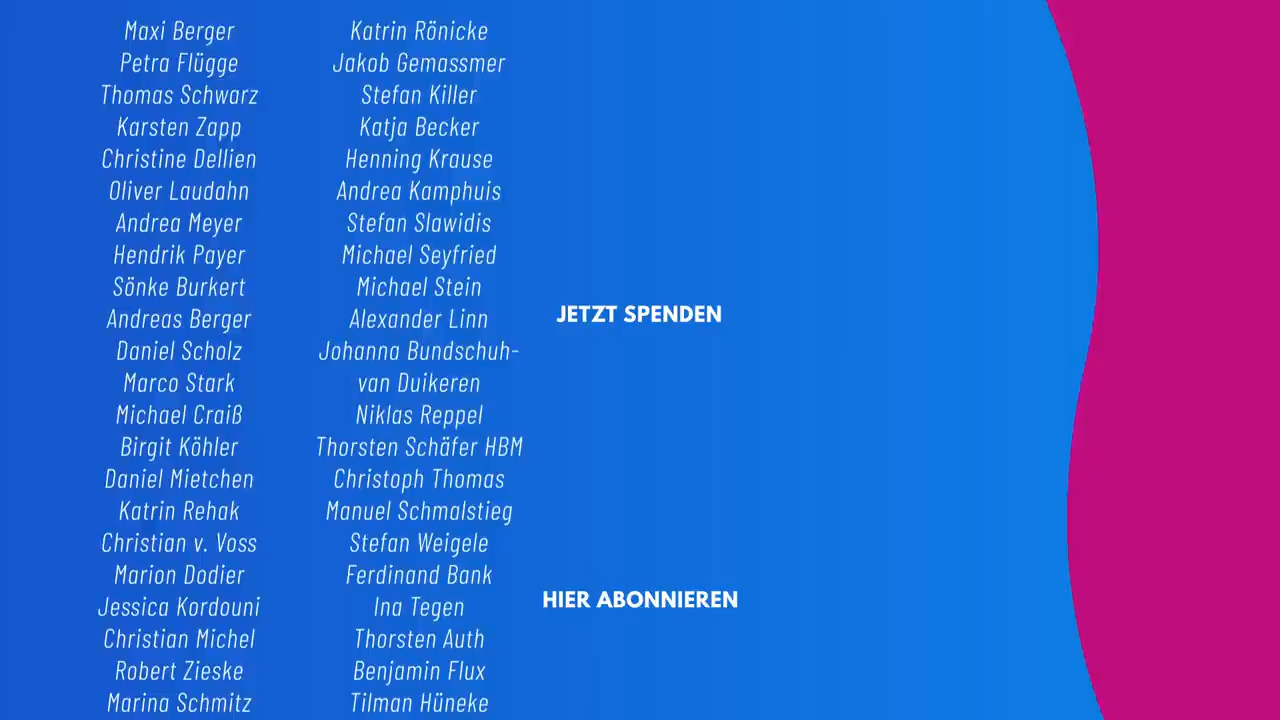 Maxi Berger
Petra Flügge
Thomas Schwarz
Karsten Zapp
Christine Dellien
Oliver Laudahn
Andrea Meyer
Hendrik Payer
Sönke Burkert
Andreas Berger
Daniel Scholz
Marco Stark
Michael Craiß
Birgit Köhler
Daniel Mietchen
Katrin Rehak
Christian v. Voss
Marion Dodier
Jessica Kordouni
Christian Michel
Robert Zieske
Marina Schmitz
Katrin Rönicke
Jakob Gemassmer
Stefan Killer
Katja Becker
Henning Krause
Andrea Kamphuis
Stefan Slawidis
Michael Seyfried
Michael Stein
Alexander Linn
Johanna Bundschuh-
van Duikeren
Niklas Reppel
Thorsten Schäfer HBM
Christoph Thomas
Manuel Schmalstieg
Stefan Weigele
Ferdinand Bank
Ina Tegen
Thorsten Auth
Benjamin Flux
Tilman Hüneke
JETZT SPENDEN
HIER ABONNIEREN